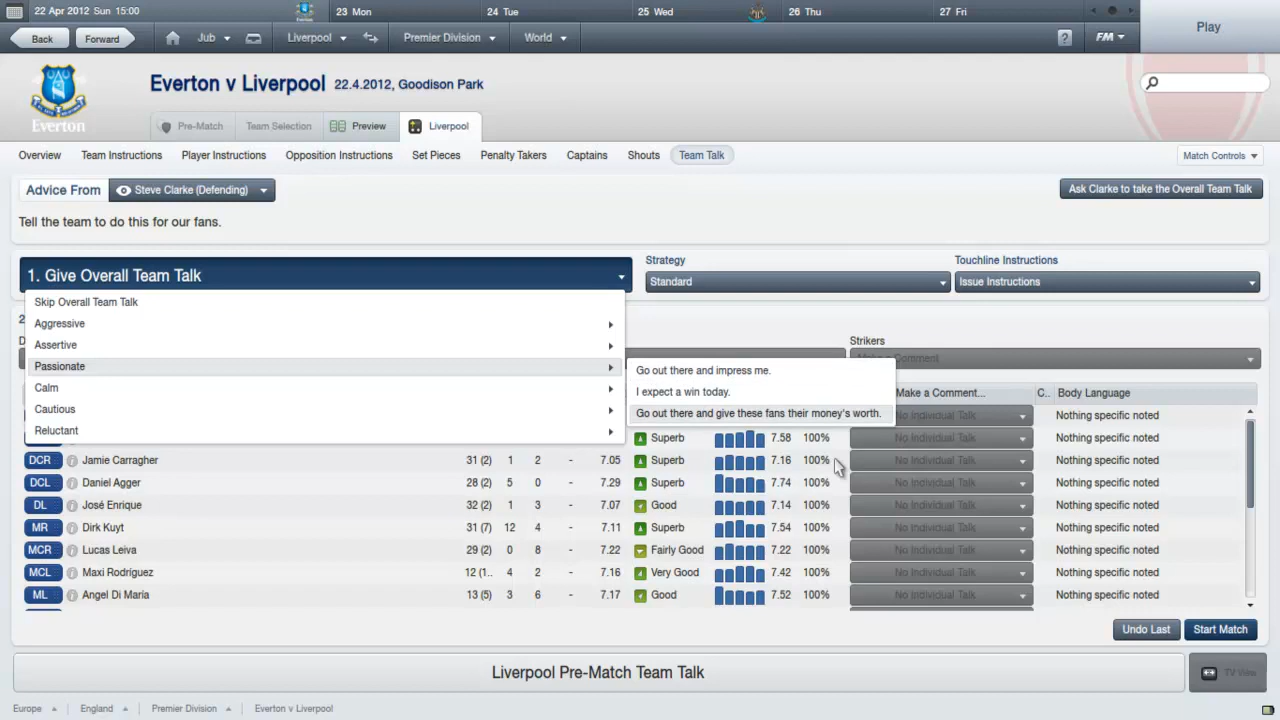 22 Apr 2012 Sun 15:00
Everton
23 Mon
24 Tue
25 Wed
26 Thu
27 Fri
Back
Forward
Job
Liverpool
Premier Division
World
?
FM
Play
Everton
Everton v Liverpool
22.4.2012, Goodison Park
Pre-Match
Team Selection
Preview
Liverpool
Overview
Team Instructions
Player Instructions
Opposition Instructions
Set Pieces
Penalty Takers
Captains
Shouts
Team Talk
Match Controls
Advice From
Steve Clarke (Defending)
Ask Clarke to take the Overall Team Talk
Tell the team to do this for our fans.
1. Give Overall Team Talk
Strategy
Standard
Touchline Instructions
Issue Instructions
Skip Overall Team Talk
Aggressive
Assertive
Passionate
Calm
Cautious
Reluctant
Go out there and impress me.
I expect a win today.
Go out there and give these fans their money's worth.
2
D
Strikers
Make a Comment
Make a Comment... C.. Body Language
No Individual Talk Nothing specific noted
Superb 7.58 100% No Individual Talk Nothing specific noted
DCR Jamie Carragher 31 (2) 1 2 - 7.05 Superb 7.16 100% No Individual Talk Nothing specific noted
DCL Daniel Agger 28 (2) 5 0 - 7.29 Superb 7.74 100% No Individual Talk Nothing specific noted
DL José Enrique 32 (2) 1 3 - 7.07 Good 7.14 100% No Individual Talk Nothing specific noted
MR Dirk Kuyt 31 (7) 12 4 - 7.11 Superb 7.54 100% No Individual Talk Nothing specific noted
MCR Lucas Leiva 29 (2) 0 8 - 7.22 Fairly Good 7.22 100% No Individual Talk Nothing specific noted
MCL Maxi Rodríguez 12 (1.. 4 2 - 7.16 Very Good 7.42 100% No Individual Talk Nothing specific noted
ML Angel Di María 13 (5) 3 6 - 7.17 Good 7.52 100% No Individual Talk Nothing specific noted
Undo Last
Start Match
Liverpool Pre-Match Team Talk
TV View
Europe
England
Premier Division
Everton v Liverpool